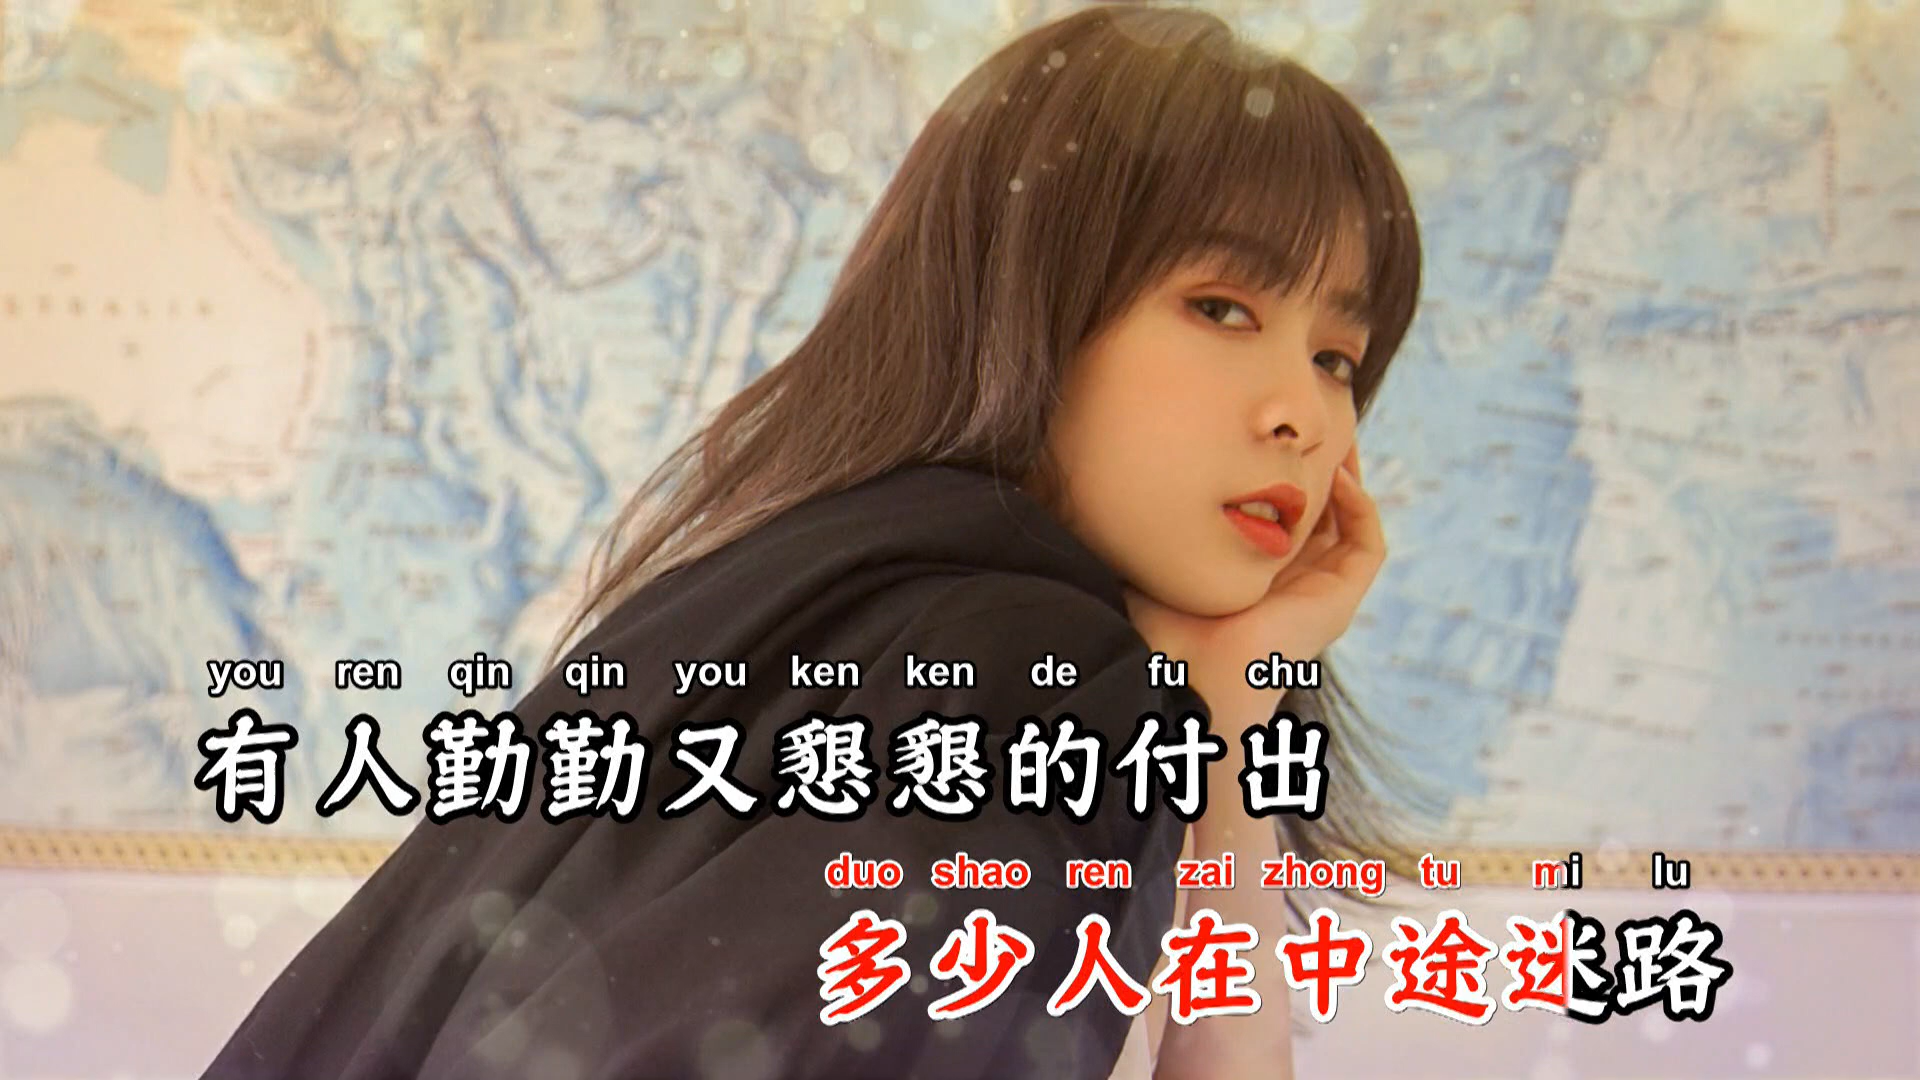 you ren qin qin you ken ken de fu chu
有人勤勤又懇懇的付出
duo shao ren zai zhong tu mi lu
多少人在中途迷路